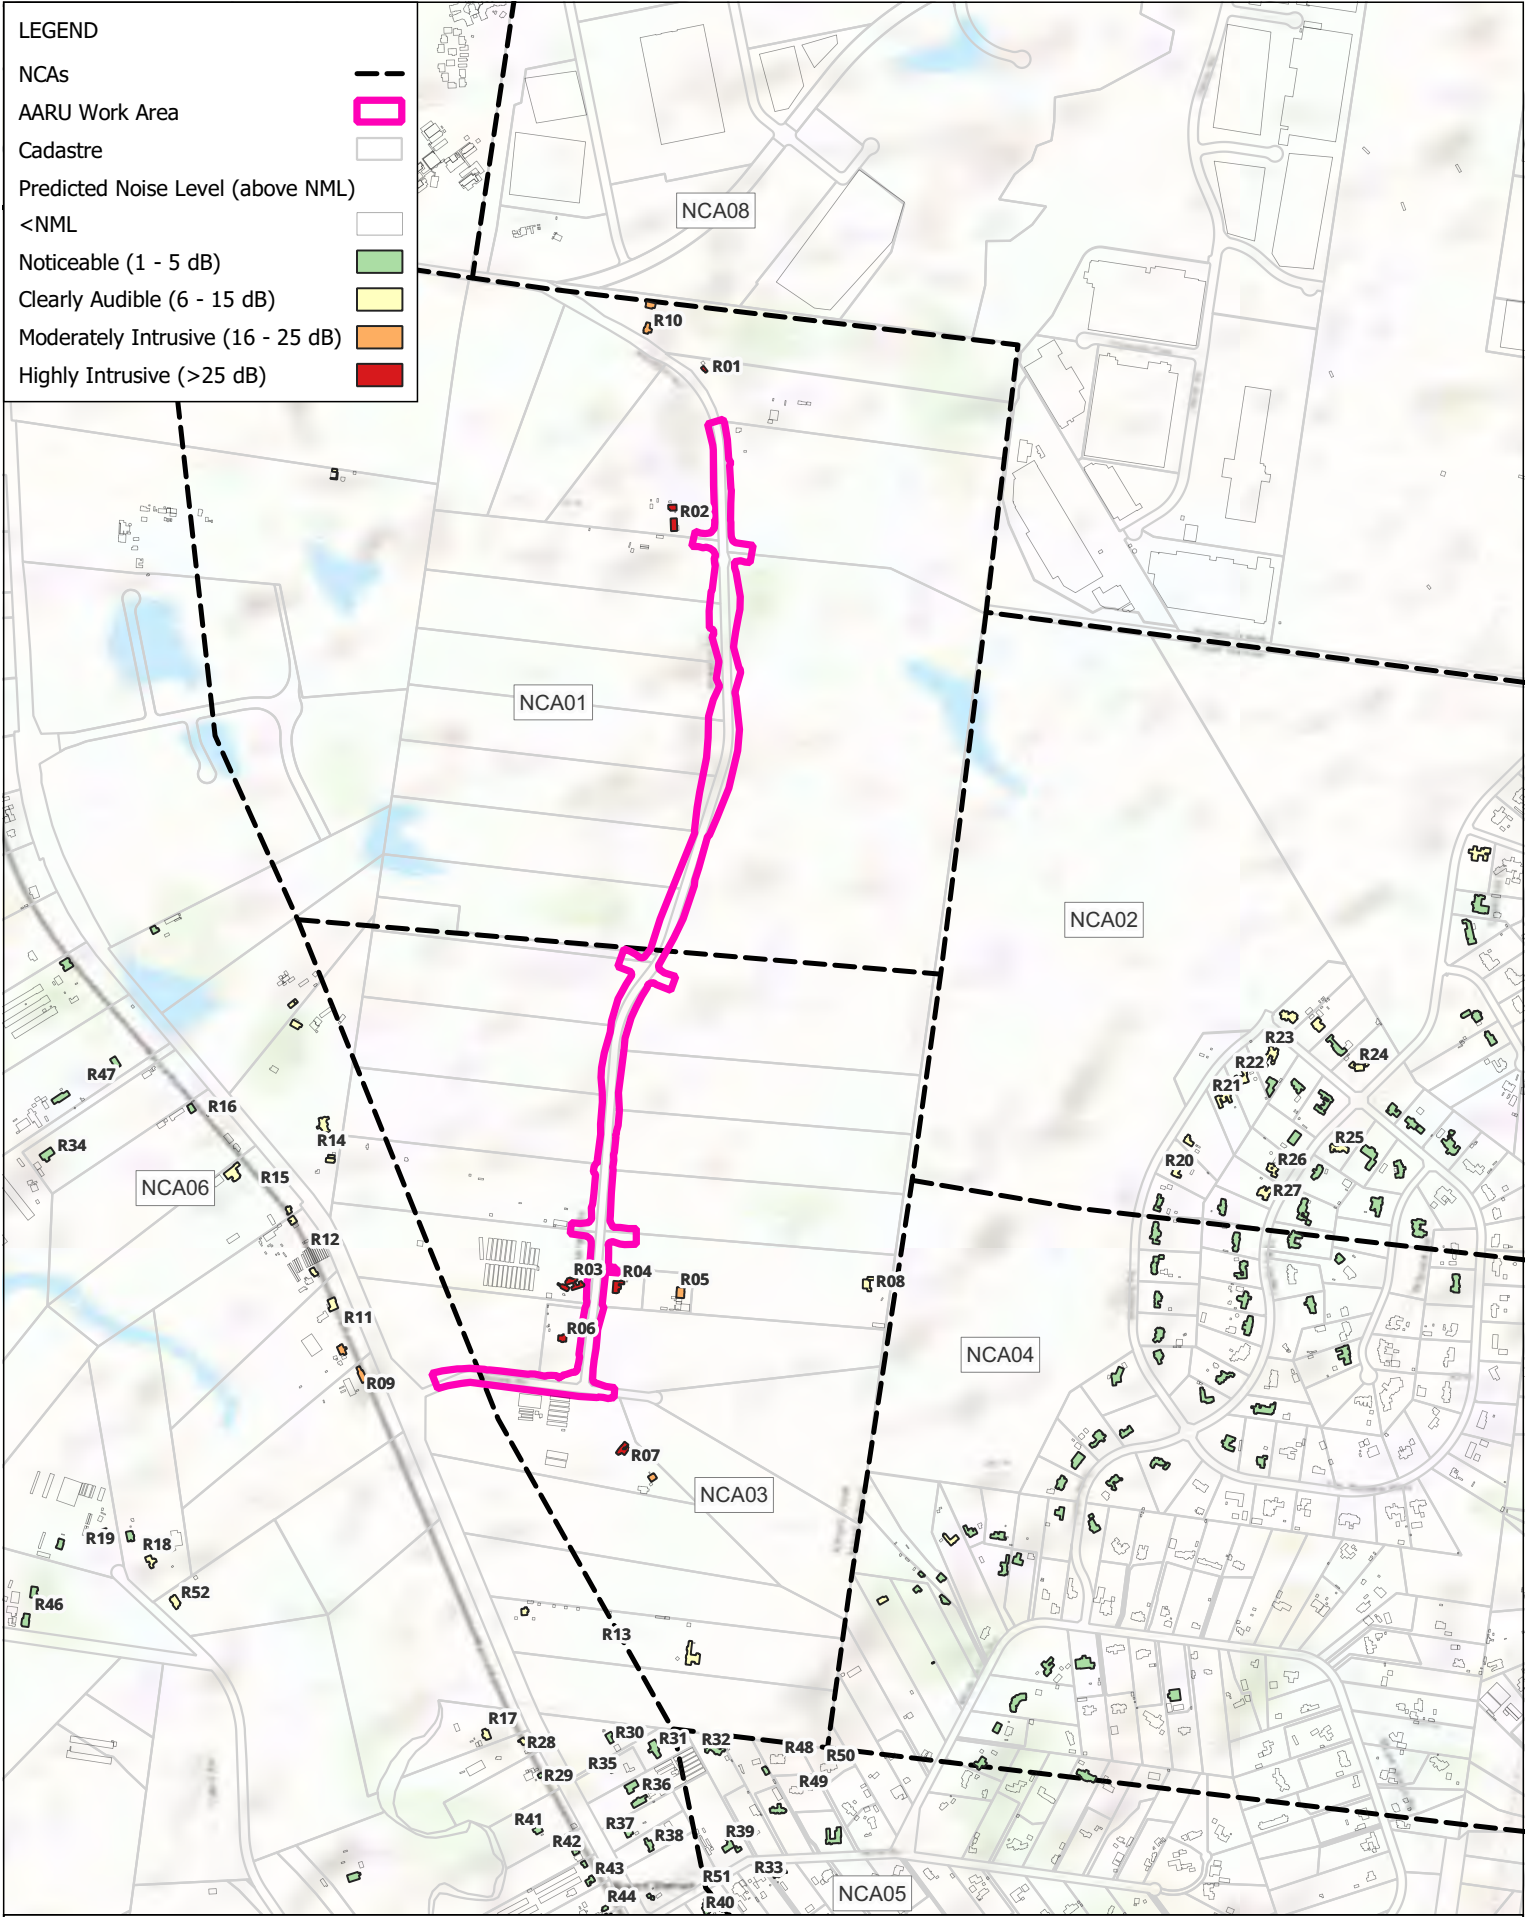 LEGEND
NCAs
AARU Work Area
Cadastre
Predicted Noise Level (above NML)
<NML
Noticeable (1 - 5 dB)
Clearly Audible (6 - 15 dB)
Moderately Intrusive (16 - 25 dB)
Highly Intrusive (>25 dB)
NCA08
R10
R01
R02
NCA01
NCA02
R23
R24
R22
R21
R47
R16
R34
R14
R25
R26
R20
R15
NCA06
R27
R12
R03
R04
R05
R08
R11
R06
NCA04
R09
R07
NCA03
R19
R18
R52
R46
R13
R17
R28
R30
R31
R32
R48
R50
R35
R29
R36
R49
R41
R37
R38
R39
R42
R43
R51
R33
R44
R40
NCA05